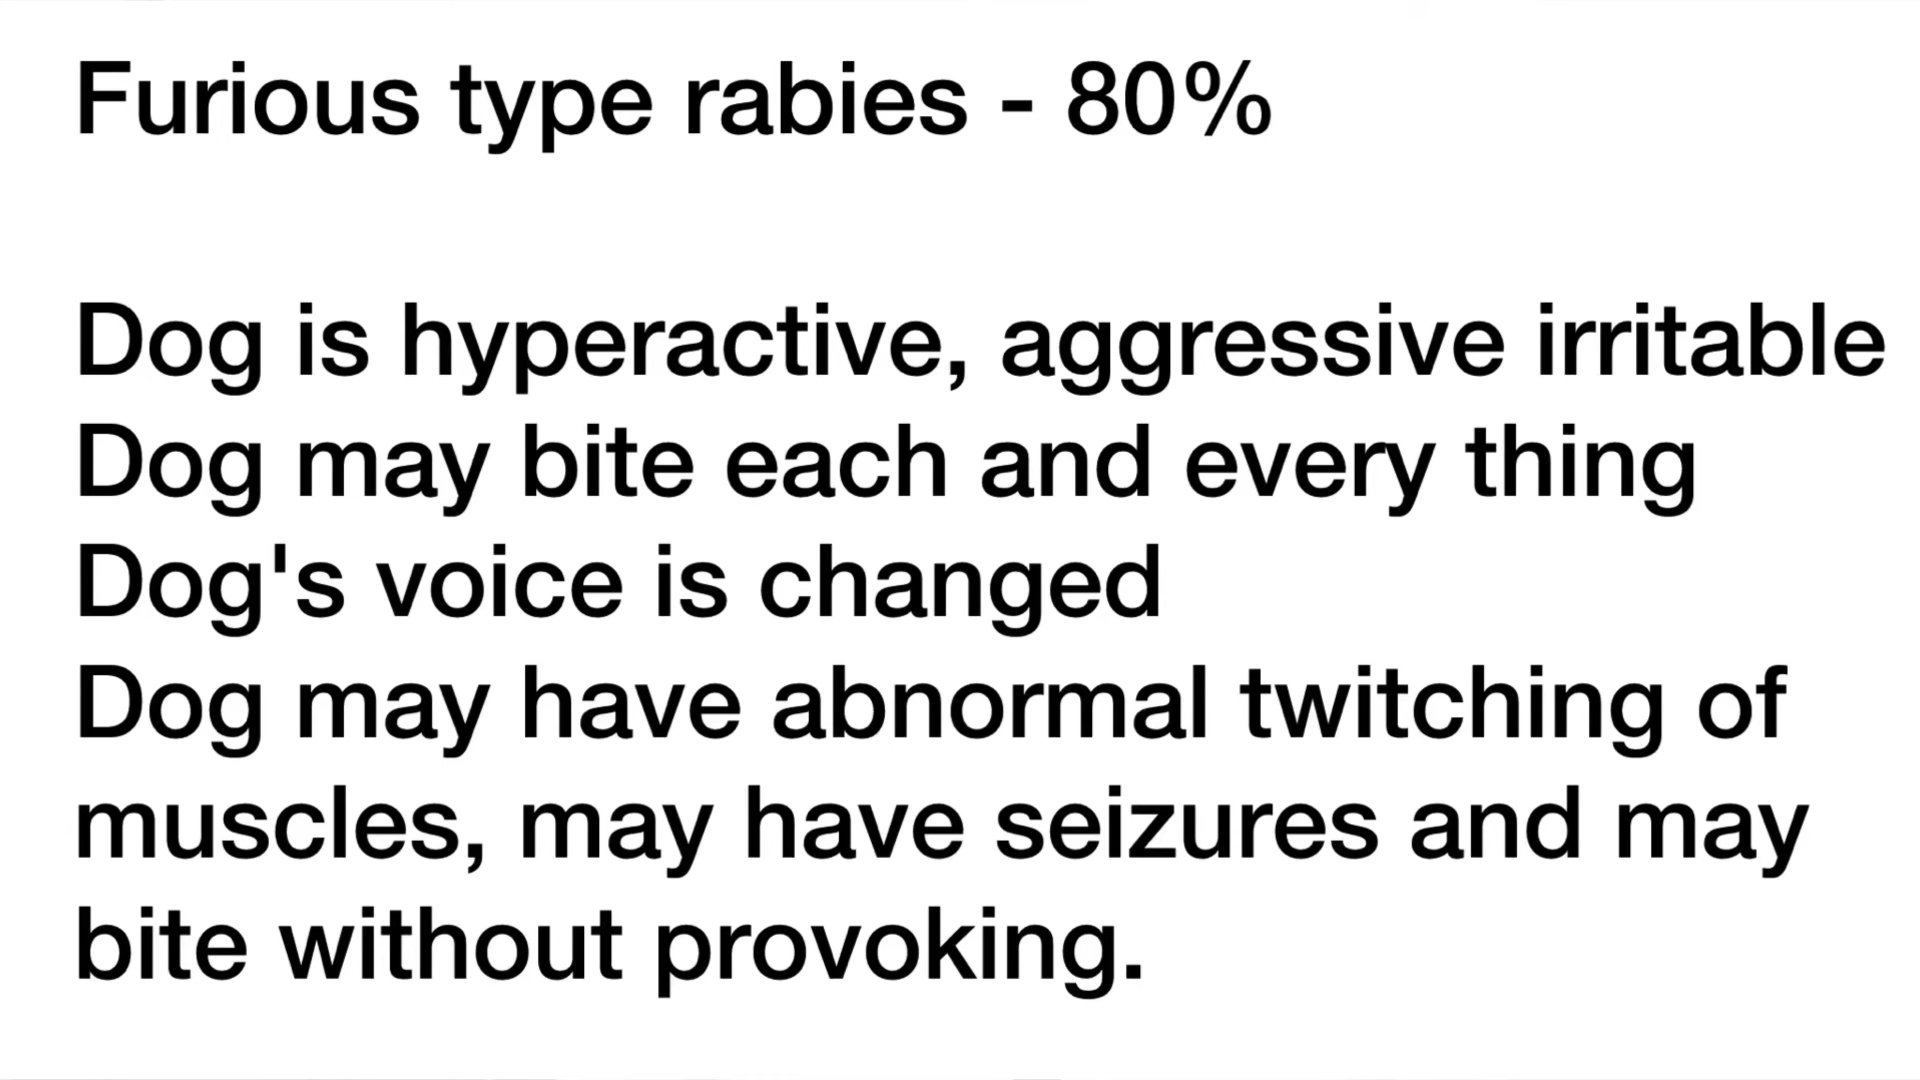 Furious type rabies - 80%
Dog is hyperactive, aggressive irritable
Dog may bite each and every thing
Dog's voice is changed
Dog may have abnormal twitching of
muscles, may have seizures and may
bite without provoking.